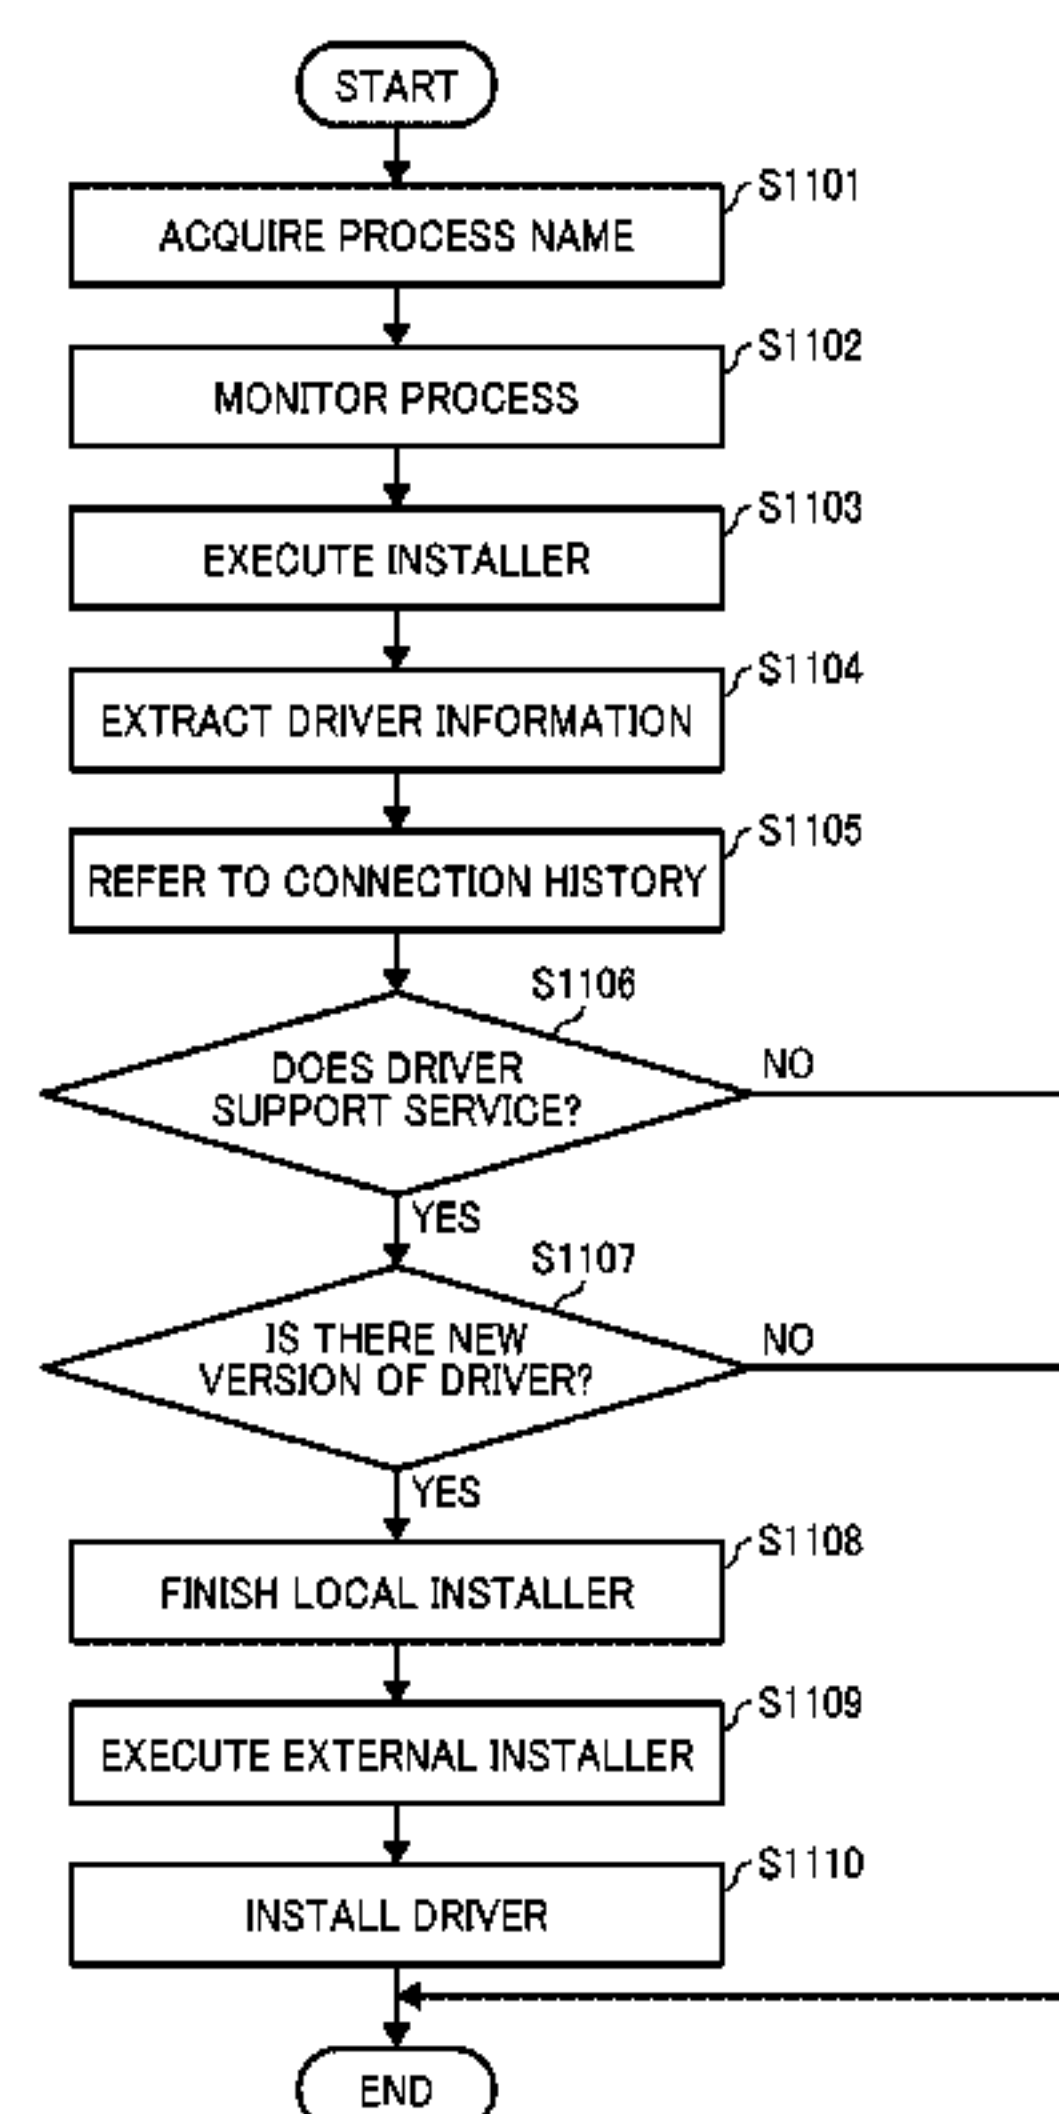 START
S1101
ACQUIRE PROCESS NAME
S1102
MONITOR PROCESS
S1103
EXECUTE INSTALLER
S1104
EXTRACT DRIVER INFORMATION
S1105
REFER TO CONNECTION HISTORY
S1106
DOES DRIVER
SUPPORT SERVICE?
NO
YES
S1107
IS THERE NEW
VERSION OF DRIVER?
NO
YES
S1108
FINISH LOCAL INSTALLER
S1109
EXECUTE EXTERNAL INSTALLER
S1110
INSTALL DRIVER
END